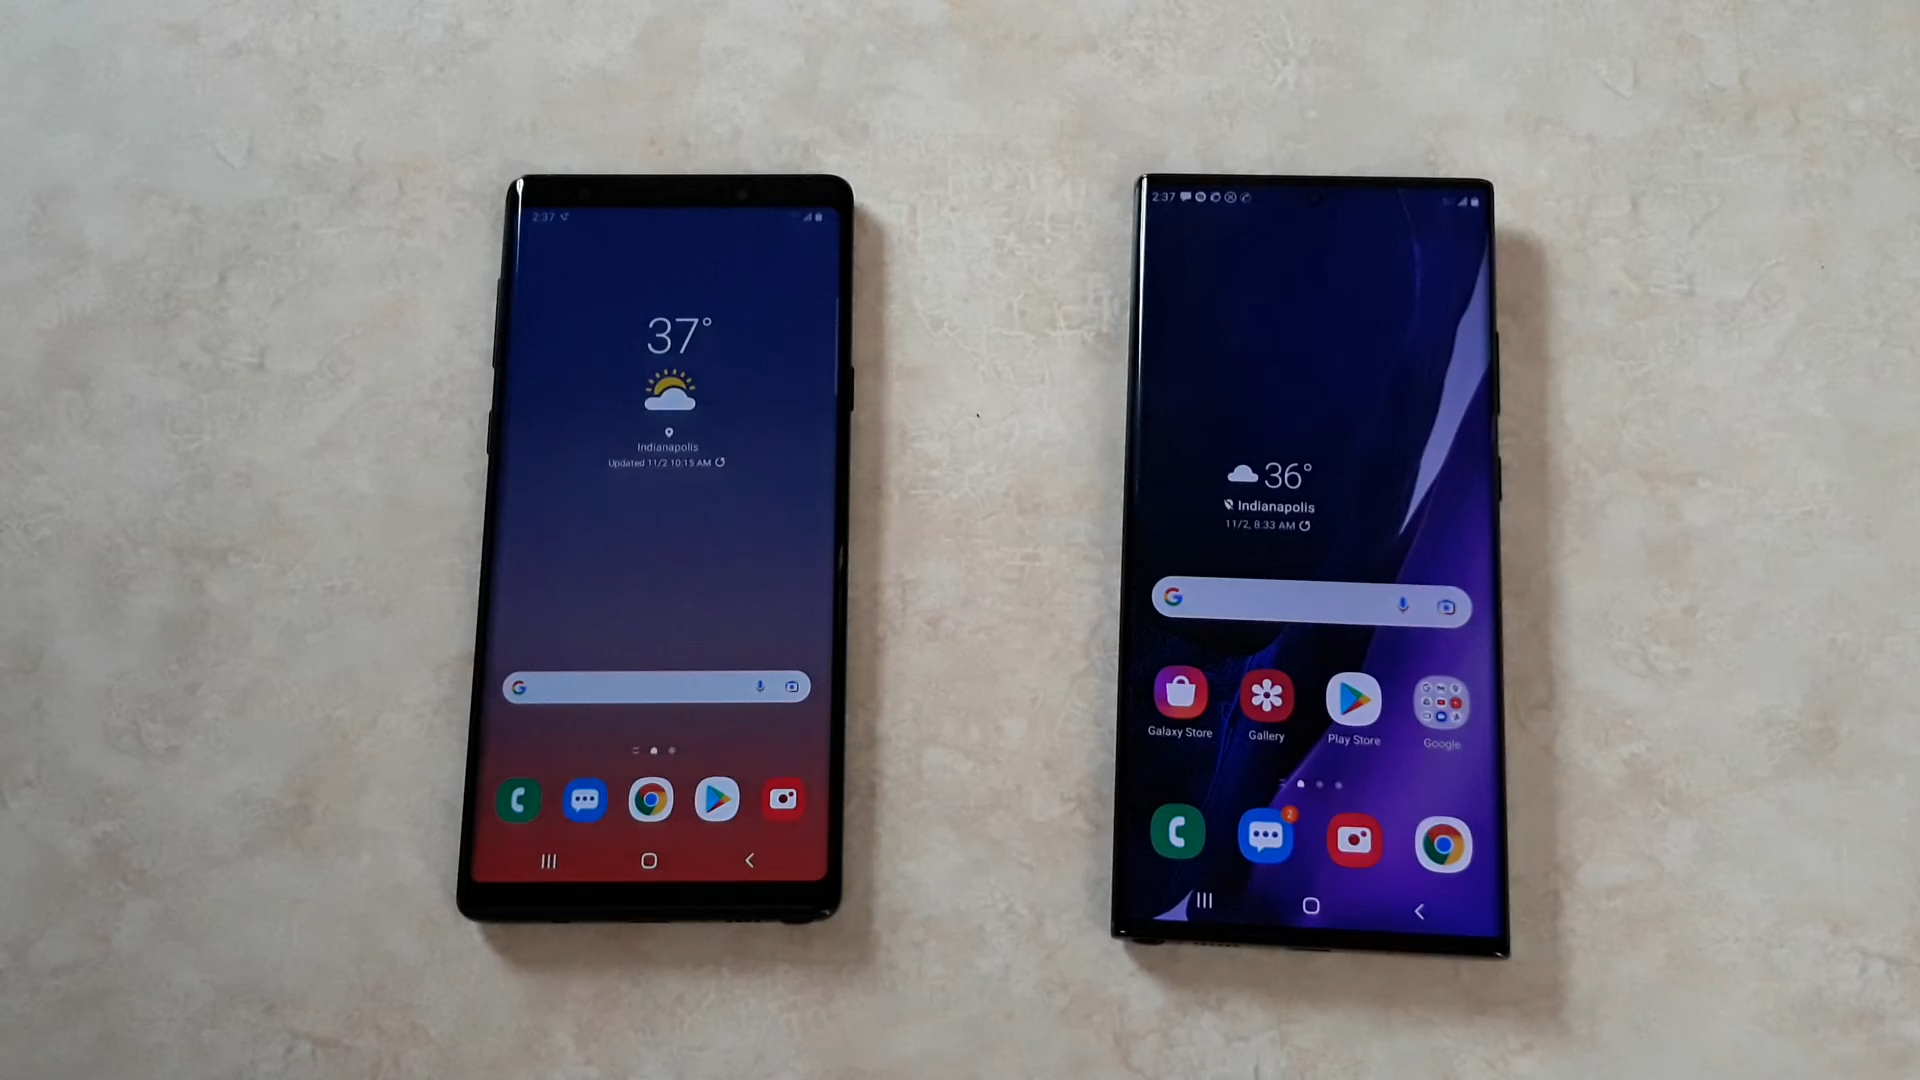 2:37
37°
Indianapolis
Updated 11/2 10:15 AM
2:37
36°
Indianapolis
11/2, 8:33 AM
Galaxy Store
Gallery
Play Store
Google
2